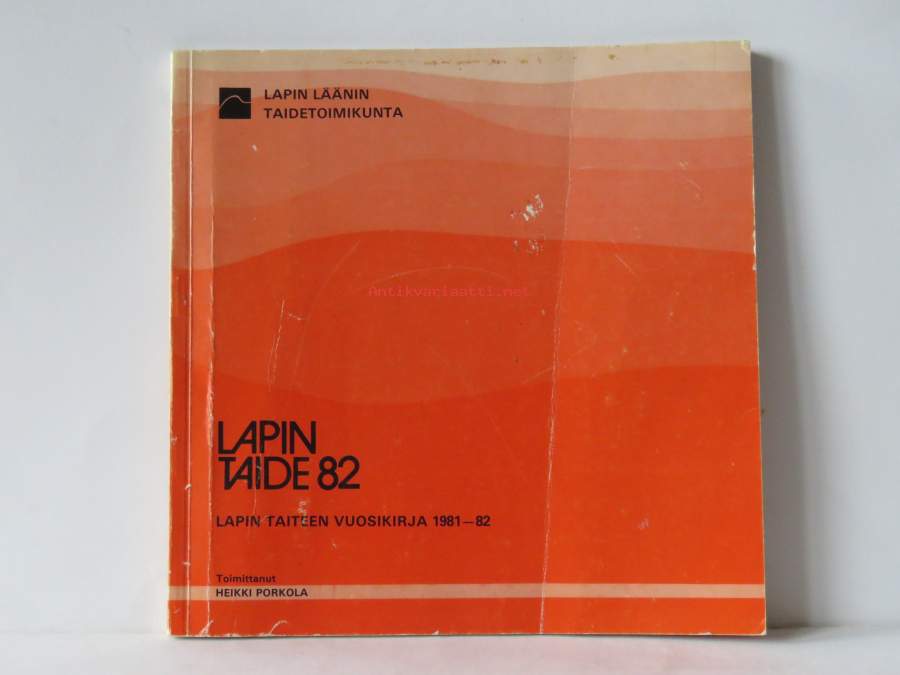 LAPIN LÄÄNIN
TAIDETOIMIKUNTA
Antikvariaatti.net
LAPIN
TAIDE 82
LAPIN TAITEEN VUOSIKIRJA 1981–82
Toimittanut
HEIKKI PORKOLA